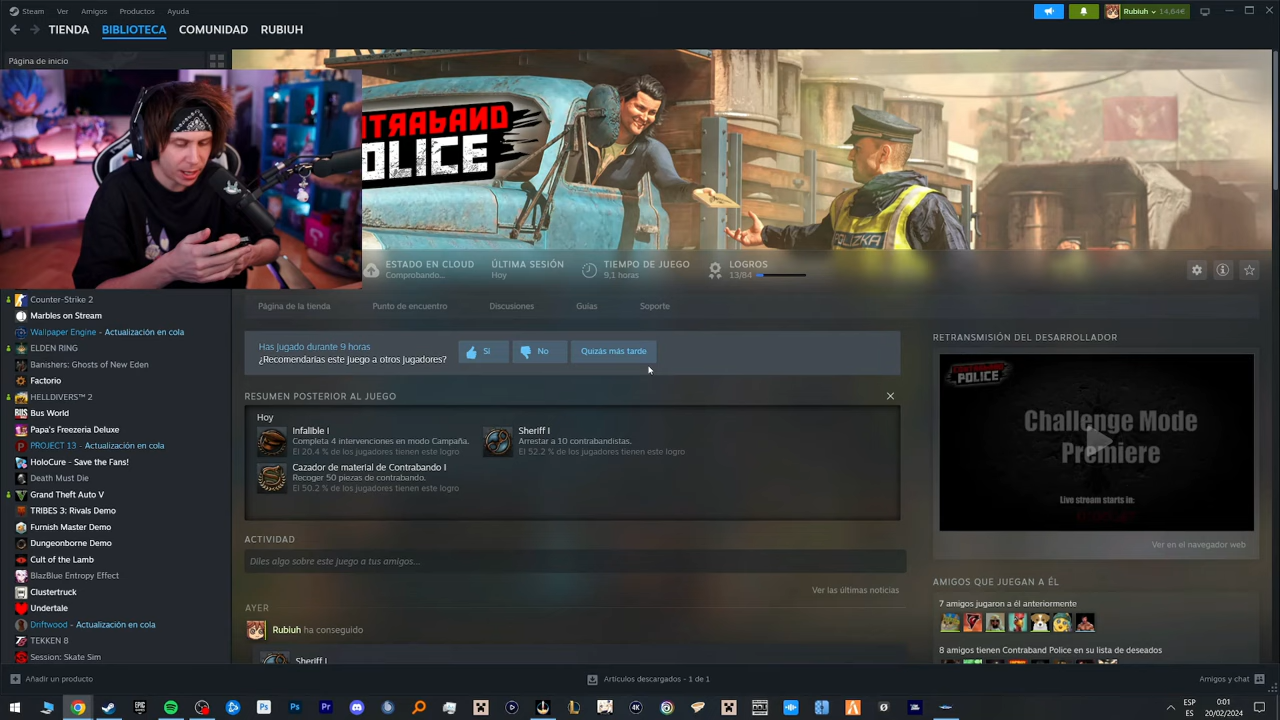 Steam Ver Amigos Productos Ayuda
Rubiuh 14,84€
TIENDA BIBLIOTECA COMUNIDAD RUBIUH
Página de inicio
NTRABAND
OLICE
POLIZKA
ESTADO EN CLOUD
Comprobando...
ÚLTIMA SESIÓN
Hoy
TIEMPO DE JUEGO
9.1 horas
LOGROS
13/84
Página de la tienda Punto de encuentro Discusiones Guías Soporte
Has jugado durante 9 horas
¿Recomendarías este juego a otros jugadores?
Sí No Quizás más tarde
RESUMEN POSTERIOR AL JUEGO
Hoy
Infalible I
Completa 4 intervenciones en modo Campaña.
El 20.4 % de los jugadores tienen este logro
Sheriff I
Arrestar a 10 contrabandistas.
El 52.2 % de los jugadores tienen este logro
Cazador de material de Contrabando I
Recoger 50 piezas de contrabando.
El 50.2 % de los jugadores tienen este logro
ACTIVIDAD
Diles algo sobre este juego a tus amigos...
Ver las últimas noticias
AYER
Rubiuh ha conseguido
Sheriff I
RETRANSMISIÓN DEL DESARROLLADOR
CONTRABAND
POLICE
Challenge Mode
Premiere
Live stream starts in:
Ver en el navegador web
AMIGOS QUE JUEGAN A ÉL
7 amigos jugaron a él anteriormente
8 amigos tienen Contraband Police en su lista de deseados
Counter-Strike 2
Marbles on Stream
Wallpaper Engine - Actualización en cola
ELDEN RING
Banishers: Ghosts of New Eden
Factorio
HELLDIVERS™ 2
Bus World
Papa's Freezeria Deluxe
PROJECT 13 - Actualización en cola
HoloCure - Save the Fans!
Death Must Die
Grand Theft Auto V
TRIBES 3: Rivals Demo
Furnish Master Demo
Dungeonborne Demo
Cult of the Lamb
BlazBlue Entropy Effect
Clustertruck
Undertale
Driftwood - Actualización en cola
TEKKEN 8
Session: Skate Sim
Añadir un producto
Artículos descargados - 1 de 1
Amigos y chat
ESP
ES
0:01
20/02/2024